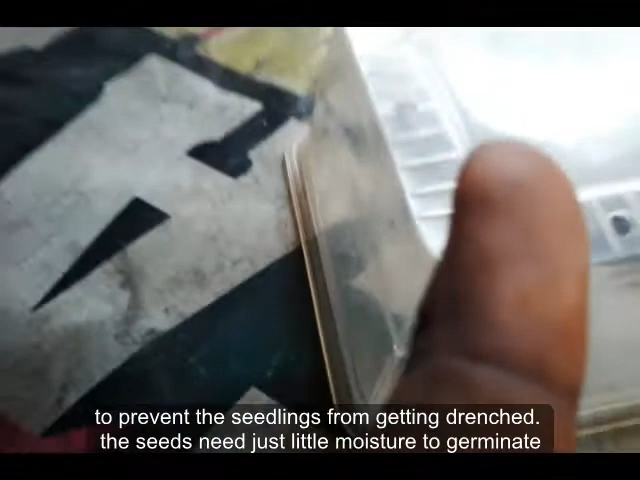 to prevent the seedlings from getting drenched.
the seeds need just little moisture to germinate